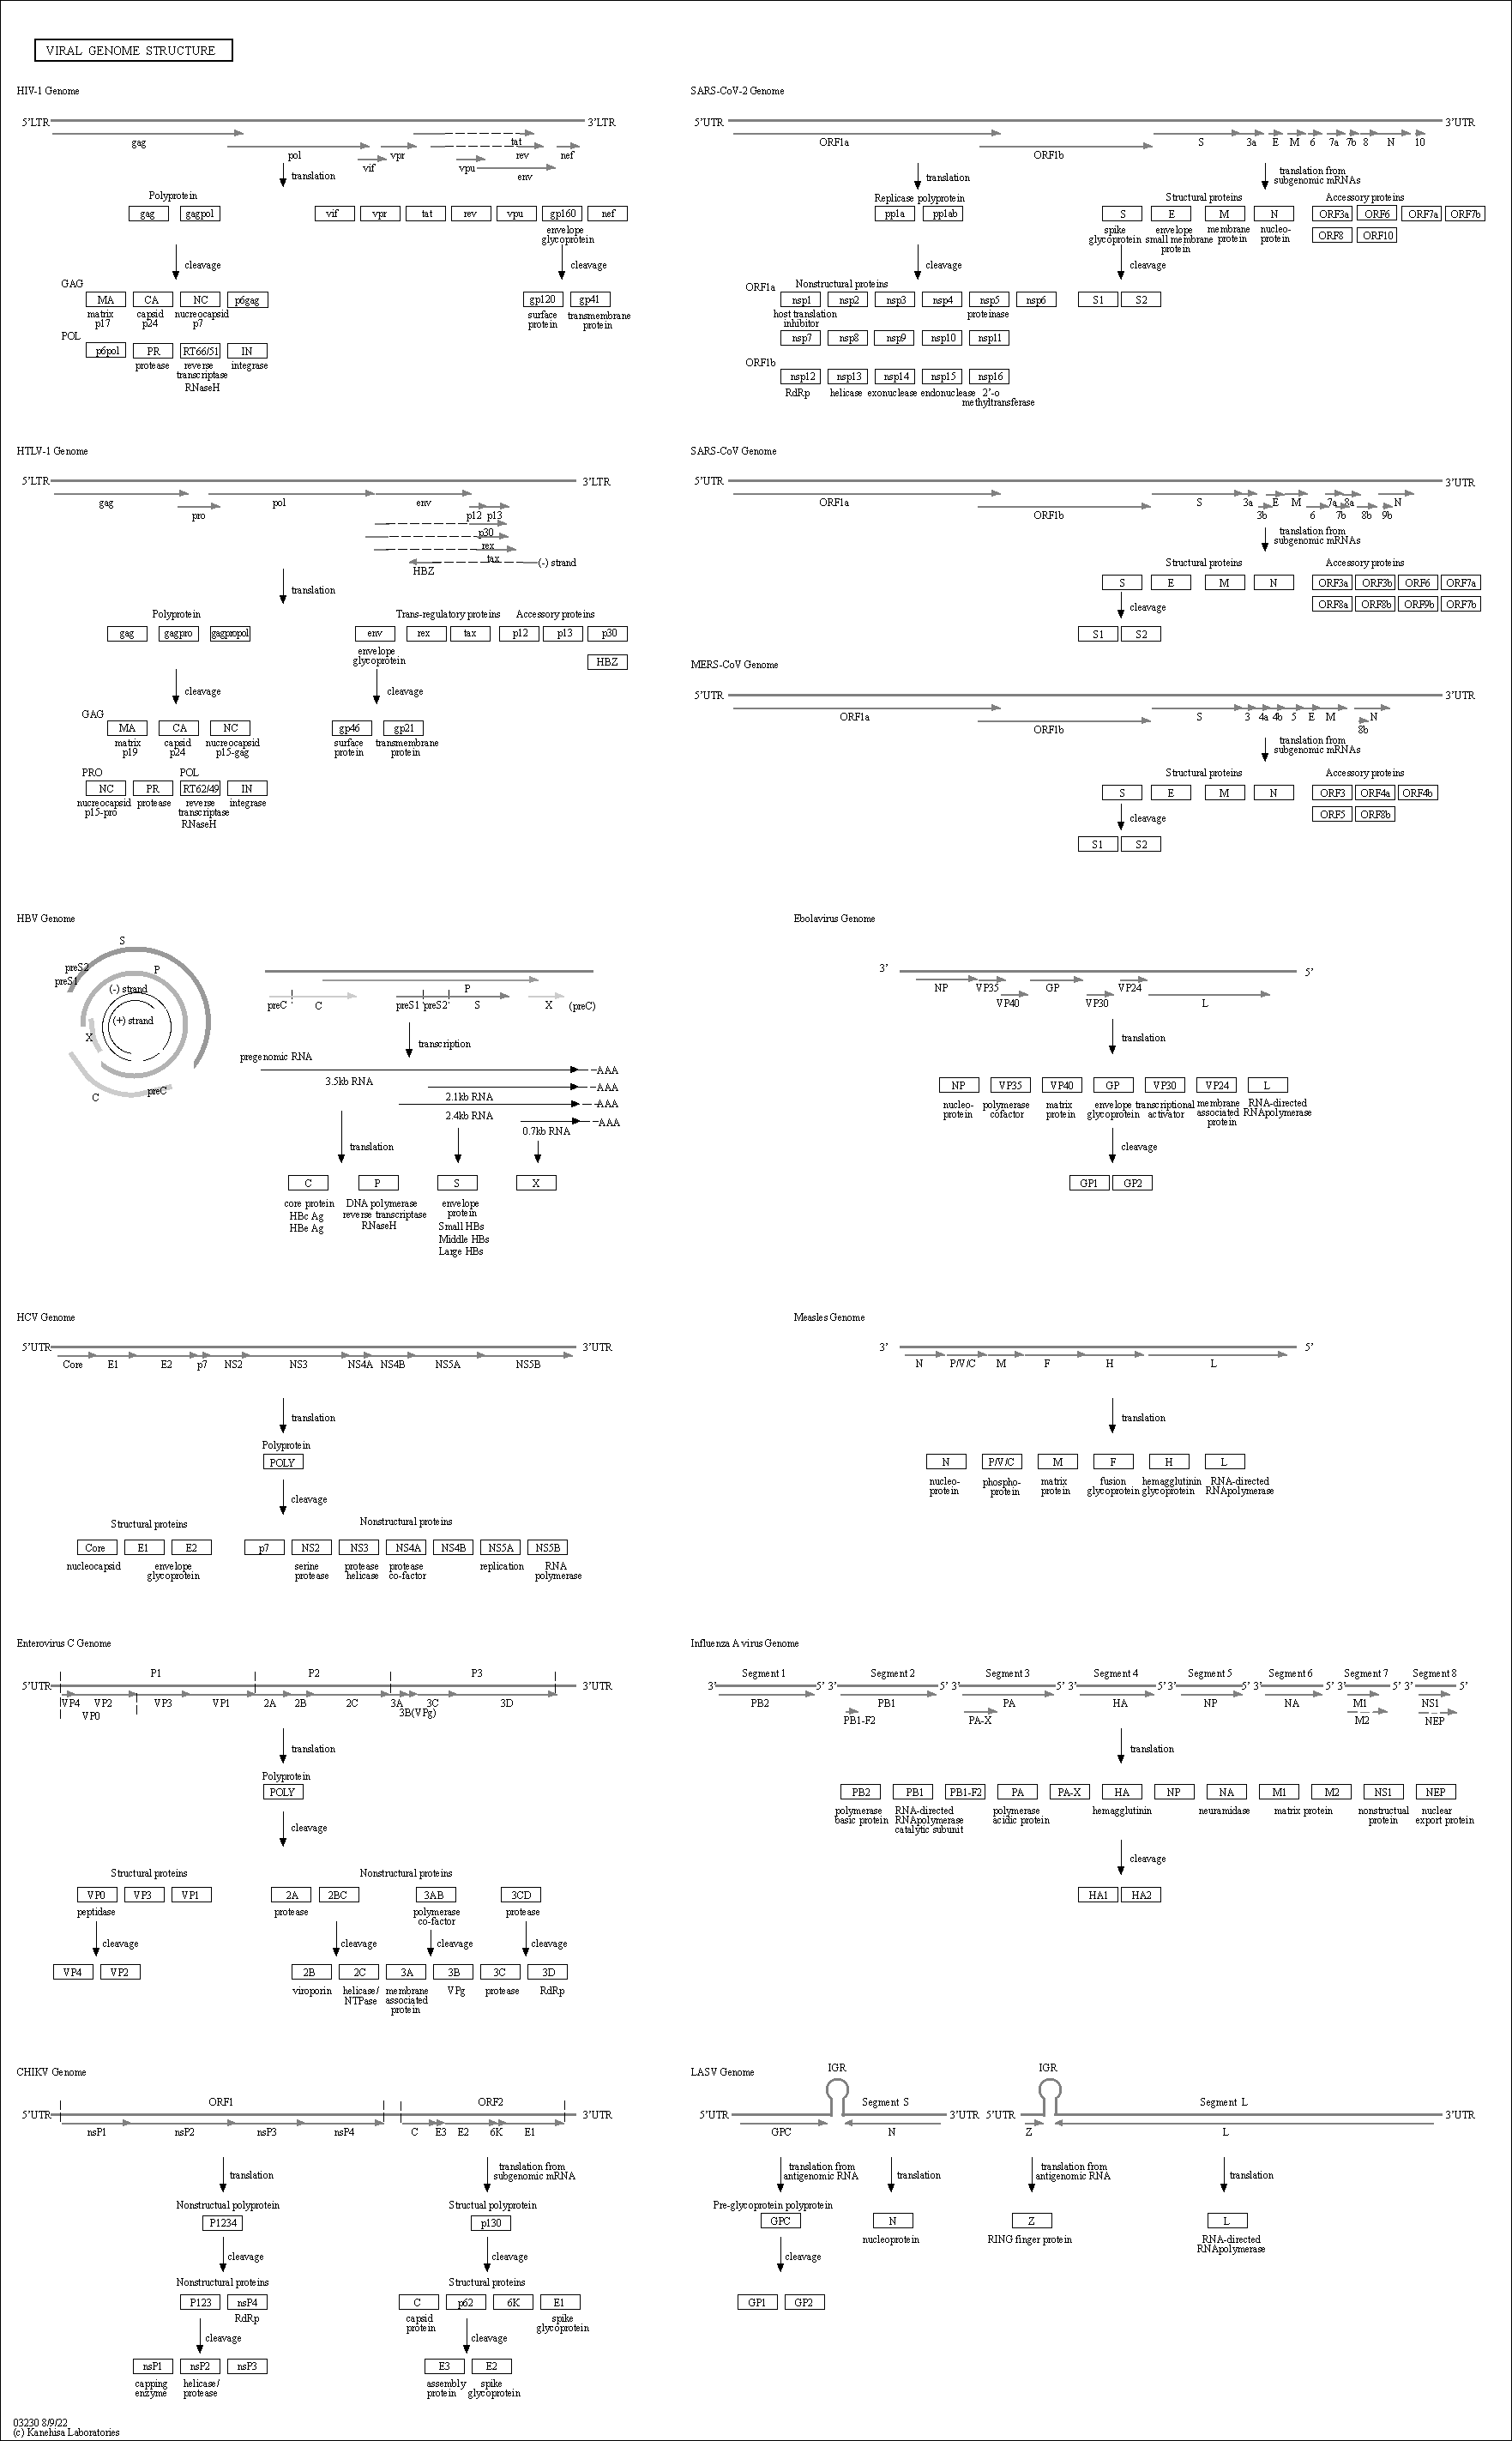 VIRAL GENOME STRUCTURE
HIV-1 Genome
5'LTR
3'LTR
gag
pol
vif
vpr
tat
rev
vpu
env
nef
translation
Polyprotein
gag
gagpol
vif
vpr
tat
rev
vpu
gp160
nef
envelope
glycoprotein
cleavage
cleavage
GAG
MA
CA
NC
p6gag
matrix
p17
capsid
p24
nucreocapsid
p7
gp120
gp41
surface
protein
transmembrane
protein
POL
p6pol
PR
RT66/51
IN
protease
reverse
transcriptase
RNaseH
integrase
SARS-CoV-2 Genome
5'UTR
3'UTR
ORF1a
ORF1b
S
3a
E
M
6
7a
7b
8
N
10
translation
translation from
subgenomic mRNAs
Replicase polyprotein
pp1a
pp1ab
Structural proteins
S
E
M
N
spike
glycoprotein
envelope
small membrane
protein
membrane
protein
nucleo-
protein
Accessory proteins
ORF3a
ORF6
ORF7a
ORF7b
ORF8
ORF10
cleavage
cleavage
S1
S2
ORF1a
Nonstructural proteins
nsp1
nsp2
nsp3
nsp4
nsp5
nsp6
host translation
inhibitor
proteinase
nsp7
nsp8
nsp9
nsp10
nsp11
ORF1b
nsp12
nsp13
nsp14
nsp15
nsp16
RdRp
helicase
exonuclease
endonuclease
2'-o
methyltransferase
HTLV-1 Genome
5'LTR
3'LTR
gag
pro
pol
env
p12
p13
p30
rex
tax
HBZ
(-) strand
translation
Polyprotein
gag
gagpro
gagpropol
Trans-regulatory proteins
Accessory proteins
env
rex
tax
p12
p13
p30
HBZ
envelope
glycoprotein
cleavage
cleavage
GAG
MA
CA
NC
matrix
p19
capsid
p24
nucreocapsid
p15-gag
gp46
gp21
surface
protein
transmembrane
protein
PRO
POL
NC
PR
RT62/49
IN
nucreocapsid
p15-pro
protease
reverse
transcriptase
RNaseH
integrase
SARS-CoV Genome
5'UTR
3'UTR
ORF1a
ORF1b
S
3a
3b
E
M
6
7a
7b
8a
8b
9b
N
translation from
subgenomic mRNAs
Structural proteins
S
E
M
N
Accessory proteins
ORF3a
ORF3b
ORF6
ORF7a
ORF8a
ORF8b
ORF9b
ORF7b
cleavage
S1
S2
MERS-CoV Genome
5'UTR
3'UTR
ORF1a
ORF1b
S
3
4a
4b
5
E
M
8b
N
translation from
subgenomic mRNAs
Structural proteins
S
E
M
N
Accessory proteins
ORF3
ORF4a
ORF4b
ORF5
ORF8b
cleavage
S1
S2
HBV Genome
S
preS2
preS1
P
(-) strand
(+) strand
X
C
preC
P
preC
C
preS1
preS2
S
X
(preC)
transcription
pregenomic RNA
3.5kb RNA
AAA
2.1kb RNA
AAA
2.4kb RNA
AAA
0.7kb RNA
AAA
translation
C
P
S
X
core protein
HBc Ag
HBe Ag
DNA polymerase
reverse transcriptase
RNaseH
envelope
protein
Small HBs
Middle HBs
Large HBs
Ebolavirus Genome
3'
5'
NP
VP35
VP40
GP
VP30
VP24
L
translation
NP
VP35
VP40
GP
VP30
VP24
L
nucleo-
protein
polymerase
cofactor
matrix
protein
envelope
glycoprotein
transcriptional
activator
membrane
associated
protein
RNA-directed
RNApolymerase
cleavage
GP1
GP2
HCV Genome
5'UTR
3'UTR
Core
E1
E2
p7
NS2
NS3
NS4A
NS4B
NS5A
NS5B
translation
Polyprotein
POLY
cleavage
Structural proteins
Nonstructural proteins
Core
E1
E2
p7
NS2
NS3
NS4A
NS4B
NS5A
NS5B
nucleocapsid
envelope
glycoprotein
serine
protease
protease
helicase
protease
co-factor
replication
RNA
polymerase
Measles Genome
3'
5'
N
P/V/C
M
F
H
L
translation
N
P/V/C
M
F
H
L
nucleo-
protein
phospho-
protein
matrix
protein
fusion
glycoprotein
hemagglutinin
glycoprotein
RNA-directed
RNApolymerase
Enterovirus C Genome
P1
P2
P3
5'UTR
3'UTR
VP4
VP2
VP3
VP1
2A
2B
2C
3A
3C
3D
VP0
3B(VPg)
translation
Polyprotein
POLY
cleavage
Structural proteins
Nonstructural proteins
VP0
VP3
VP1
2A
2BC
3AB
3CD
peptidase
protease
polymerase
co-factor
protease
cleavage
cleavage
cleavage
cleavage
VP4
VP2
2B
2C
3A
3B
3C
3D
viroporin
helicase/
NTPase
membrane
associated
protein
VPg
protease
RdRp
Influenza A virus Genome
Segment 1
Segment 2
Segment 3
Segment 4
Segment 5
Segment 6
Segment 7
Segment 8
3'
5'
3'
5'
3'
5'
3'
5'
3'
5'
3'
5'
3'
5'
3'
5'
PB2
PB1
PA
HA
NP
NA
M1
NS1
PB1-F2
PA-X
M2
NEP
translation
PB2
PB1
PB1-F2
PA
PA-X
HA
NP
NA
M1
M2
NS1
NEP
polymerase
basic protein
RNA-directed
RNApolymerase
catalytic subunit
polymerase
acidic protein
hemagglutinin
neuramidase
matrix protein
nonstructual
protein
nuclear
export protein
cleavage
HA1
HA2
CHIKV Genome
ORF1
ORF2
5'UTR
3'UTR
nsP1
nsP2
nsP3
nsP4
C
E3
E2
6K
E1
translation
translation from
subgenomic mRNA
Nonstructual polyprotein
P1234
Structual polyprotein
p130
cleavage
cleavage
Nonstructural proteins
P123
nsP4
RdRp
Structural proteins
C
p62
6K
E1
capsid
protein
spike
glycoprotein
cleavage
cleavage
nsP1
nsP2
nsP3
capping
enzyme
helicase/
protease
E3
E2
assembly
protein
spike
glycoprotein
LASV Genome
IGR
IGR
Segment S
Segment L
5'UTR
3'UTR
5'UTR
3'UTR
GPC
N
Z
L
translation from
antigenomic RNA
translation
translation from
antigenomic RNA
translation
Pre-glycoprotein polyprotein
GPC
N
Z
L
nucleoprotein
RING finger protein
RNA-directed
RNApolymerase
cleavage
GP1
GP2
03230 8/9/22
(c) Kanehisa Laboratories